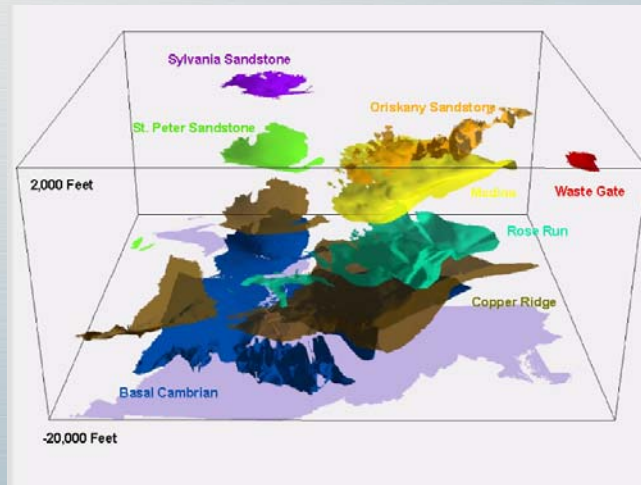 Sylvania Sandstone
Oriskany Sandstone
St. Peter Sandstone
2,000 Feet
Medina
Waste Gate
Rose Run
Copper Ridge
Basal Cambrian
-20,000 Feet